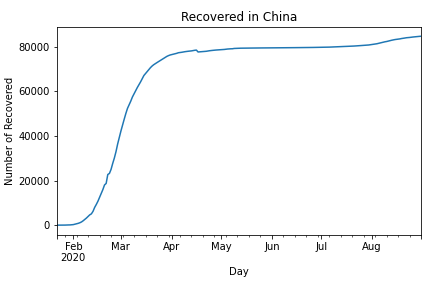 Recovered in China
Number of Recovered
80000
60000
40000
20000
0
Feb Mar Apr May Jun Jul Aug
2020
Day